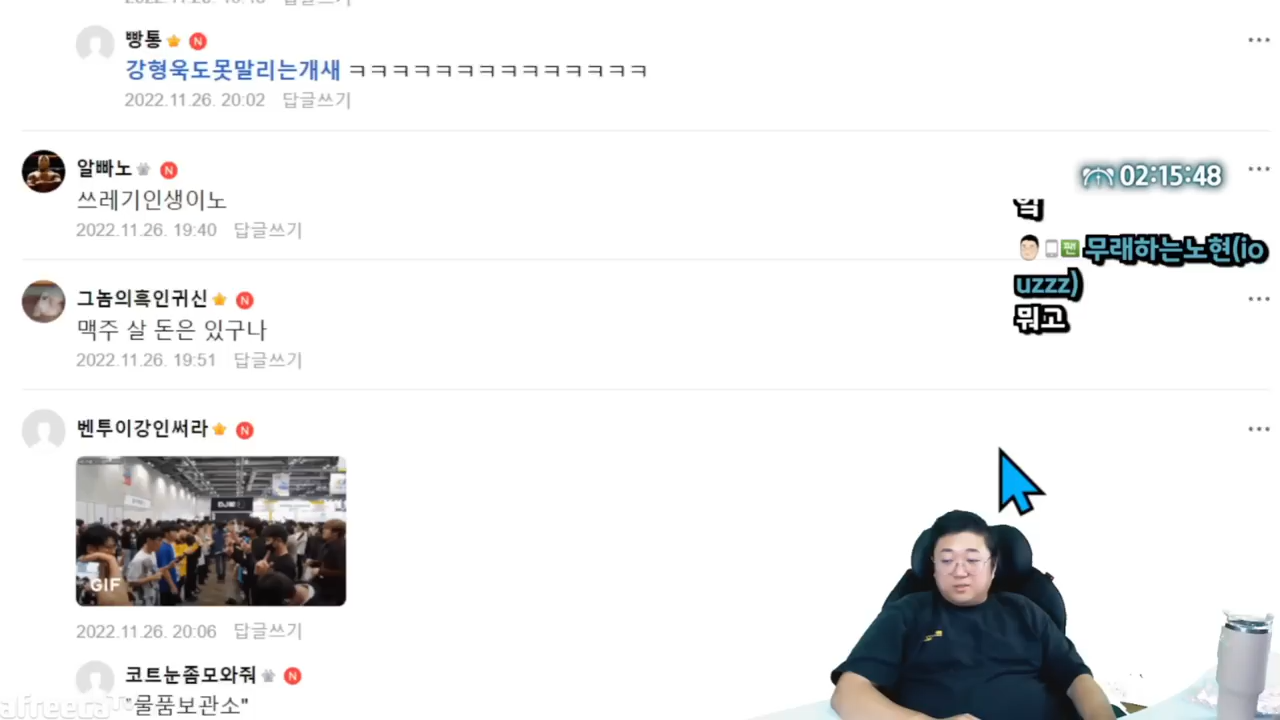 빵통 N
강형욱도못말리는개새 ㅋㅋㅋㅋㅋㅋㅋㅋㅋㅋㅋㅋㅋㅋ
2022.11.26. 20:02 답글쓰기
알빠노 N
쓰레기인생이노
2022.11.26. 19:40 답글쓰기
02:15:48
팬 무래하는노현(io
uzzz)
뭐고
그놈의흑인귀신 N
맥주 살 돈은 있구나
2022.11.26. 19:51 답글쓰기
벤투이강인써라 N
GIF
2022.11.26. 20:06 답글쓰기
코트눈좀모와줘 N
"물품보관소"
afreecaTV